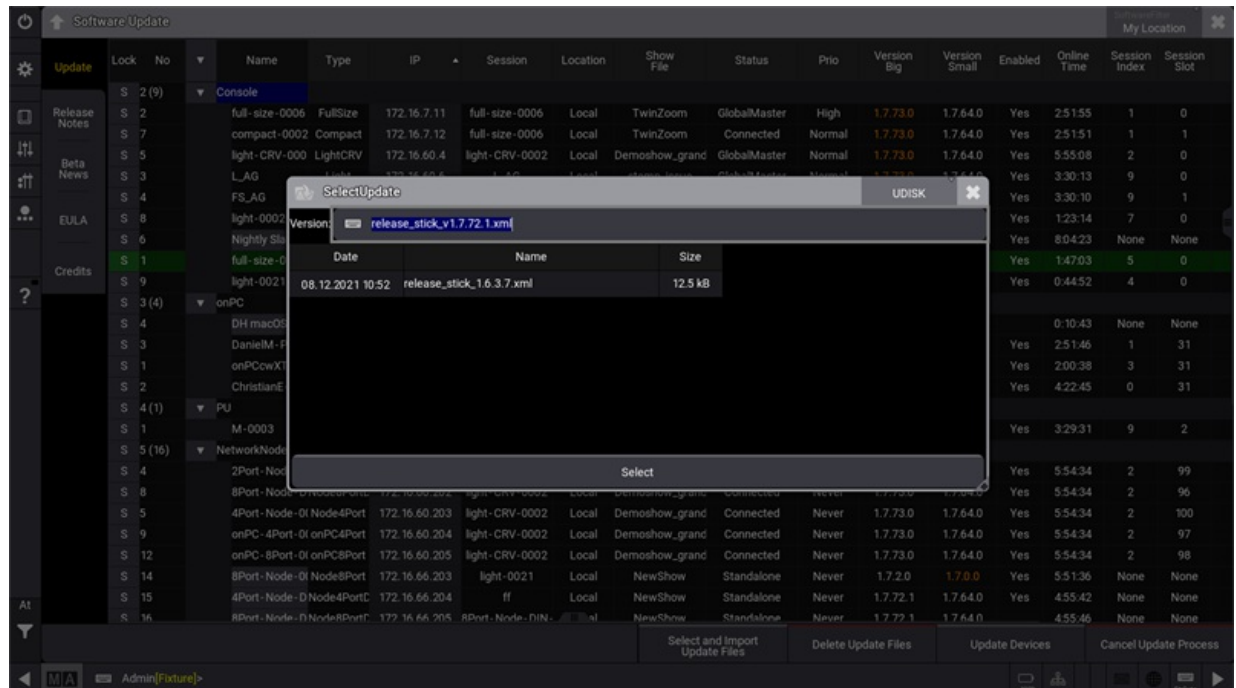 Software Update
My Location
Update
Release Notes
Beta News
EULA
Credits
Lock No Name Type IP Session Location Show File Status Prio Version Big Version Small Enabled Online Time Session Index Session Slot
S 2 (9) Console
S 2 full-size-0006 FullSize 172.16.7.11 full-size-0006 Local TwinZoom GlobalMaster High 1.7.73.0 1.7.64.0 Yes 2:51:55 1 0
S 7 compact-0002 Compact 172.16.7.12 full-size-0006 Local TwinZoom Connected Normal 1.7.73.0 1.7.64.0 Yes 2:51:51 1 1
S 5 light-CRV-000 LightCRV 172.16.60.4 light-CRV-0002 Local Demoshow_grand GlobalMaster Normal 1.7.73.0 1.7.64.0 Yes 5:55:08 2 0
S 3 L_AG Yes 3:30:13 9 0
S 4 FS_AG Yes 3:30:10 9 1
S 8 light-0002 Yes 1:23:14 7 0
S 6 Nightly Yes 8:04:23 None None
S 1 full-size-0 Yes 1:47:03 5 0
S 9 light-0021 Yes 0:44:52 4 0
S 3 (4) onPC
S 4 DH macOS 0:10:43 None None
S 3 DanielM-P Yes 2:51:46 1 31
S 1 onPCcwXT Yes 2:00:38 3 31
S 2 ChristianE Yes 4:22:45 0 31
S 4 (1) PU
S 1 M-0003 Yes 3:29:31 9 2
S 5 (16) NetworkNode
S 4 2Port-Nod Yes 5:54:34 2 99
S 8 Yes 5:54:34 2 96
S 5 4Port-Node-0( Node4Port 172.16.60.203 light-CRV-0002 Local Demoshow_grand Connected Never 1.7.73.0 1.7.64.0 Yes 5:54:34 2 100
S 9 onPC-4Port-0( onPC4Port 172.16.60.204 light-CRV-0002 Local Demoshow_grand Connected Never 1.7.73.0 1.7.64.0 Yes 5:54:34 2 97
S 12 onPC-8Port-0( onPC8Port 172.16.60.205 light-CRV-0002 Local Demoshow_grand Connected Never 1.7.73.0 1.7.64.0 Yes 5:54:34 2 98
S 14 8Port-Node-0( Node8Port 172.16.66.203 light-0021 Local NewShow Standalone Never 1.7.2.0 1.7.0.0 Yes 5:51:36 None None
S 15 4Port-Node-D Node4PortD 172.16.66.204 ff Local NewShow Standalone Never 1.7.72.1 1.7.64.0 Yes 4:55:42 None None
S 16 8Port-Node-D Node8PortD 172.16.66.205 8Port-Node-DIN- NewShow Standalone Never 1.7.72.1 1.7.64.0 4:55:46 None None
SelectUpdate
UDISK
Version: release_stick_v1.7.72.1.xml
Date Name Size
08.12.2021 10:52 release_stick_1.6.3.7.xml 12.5 kB
Select
Select and Import Update Files
Delete Update Files
Update Devices
Cancel Update Process
?
At
MA
Admin[Fixture]>